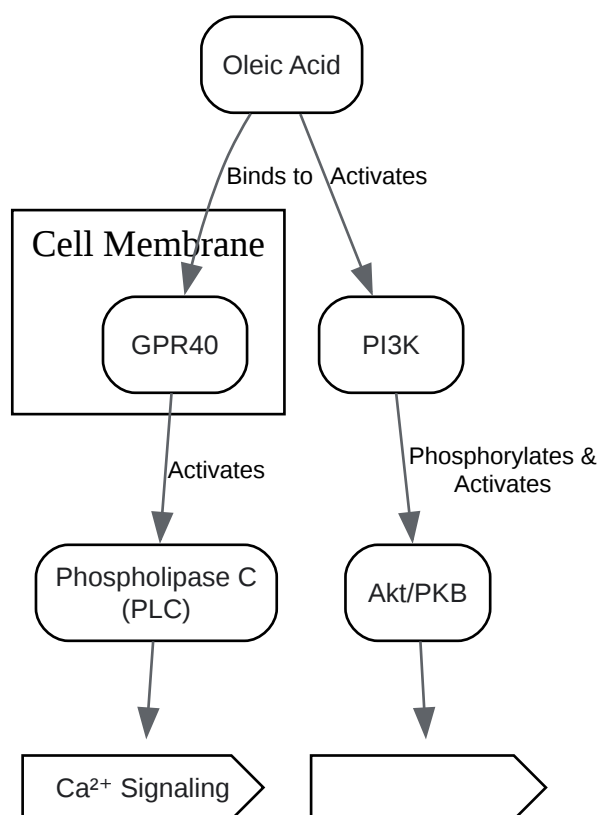 Oleic Acid
Binds to
Activates
Cell Membrane
GPR40
PI3K
Activates
Phosphorylates &
Activates
Phospholipase C
(PLC)
Akt/PKB
Ca²⁺ Signaling